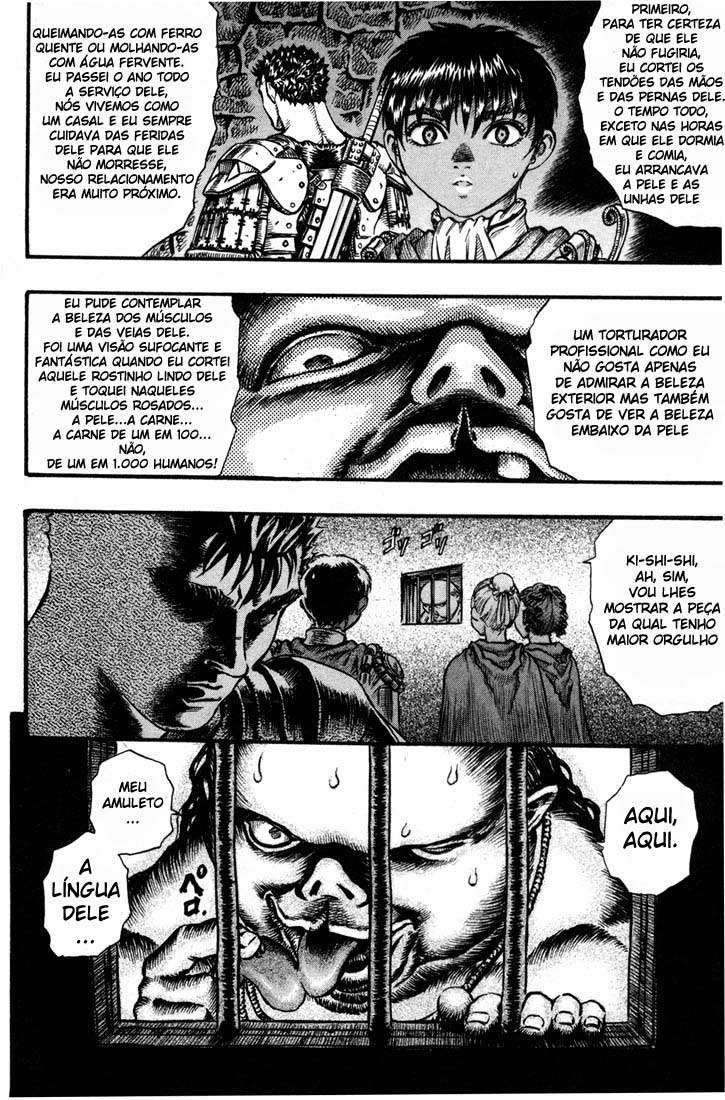 PRIMEIRO,
PARA TER CERTEZA
DE QUE ELE
NÃO FUGIRIA,
EU CORTEI OS
TENDÕES DAS MÃOS
E DAS PERNAS DELE.
O TEMPO TODO,
EXCETO NAS HORAS
EM QUE ELE DORMIA
E COMIA,
EU ARRANCAVA
A PELE E AS
UNHAS DELE
QUEIMANDO-AS COM FERRO
QUENTE OU MOLHANDO-AS
COM ÁGUA FERVENTE.
EU PASSEI O ANO TODO
A SERVIÇO DELE,
NÓS VIVEMOS COMO
UM CASAL E EU SEMPRE
CUIDAVA DAS FERIDAS
DELE PARA QUE ELE
NÃO MORRESSE,
NOSSO RELACIONAMENTO
ERA MUITO PRÓXIMO.
UM TORTURADOR
PROFISSIONAL COMO EU
NÃO GOSTA APENAS
DE ADMIRAR A BELEZA
EXTERIOR MAS TAMBÉM
GOSTA DE VER A BELEZA
EMBAIXO DA PELE
EU PUDE CONTEMPLAR
A BELEZA DOS MÚSCULOS
E DAS VEIAS DELE.
FOI UMA VISÃO SUFOCANTE E
FANTÁSTICA QUANDO EU CORTEI
AQUELE ROSTINHO LINDO DELE
E TOQUEI NAQUELES
MÚSCULOS ROSADOS...
A PELE...A CARNE...
A CARNE DE UM EM 100...
NÃO,
DE UM EM 1.000 HUMANOS!
KI-SHI-SHI,
AH, SIM,
VOU LHES
MOSTRAR A PEÇA
DA QUAL TENHO
MAIOR ORGULHO
ゴソ
ゴソ
AQUI,
AQUI.
MEU
AMULETO
...
A
LÍNGUA
DELE
...
ペロ